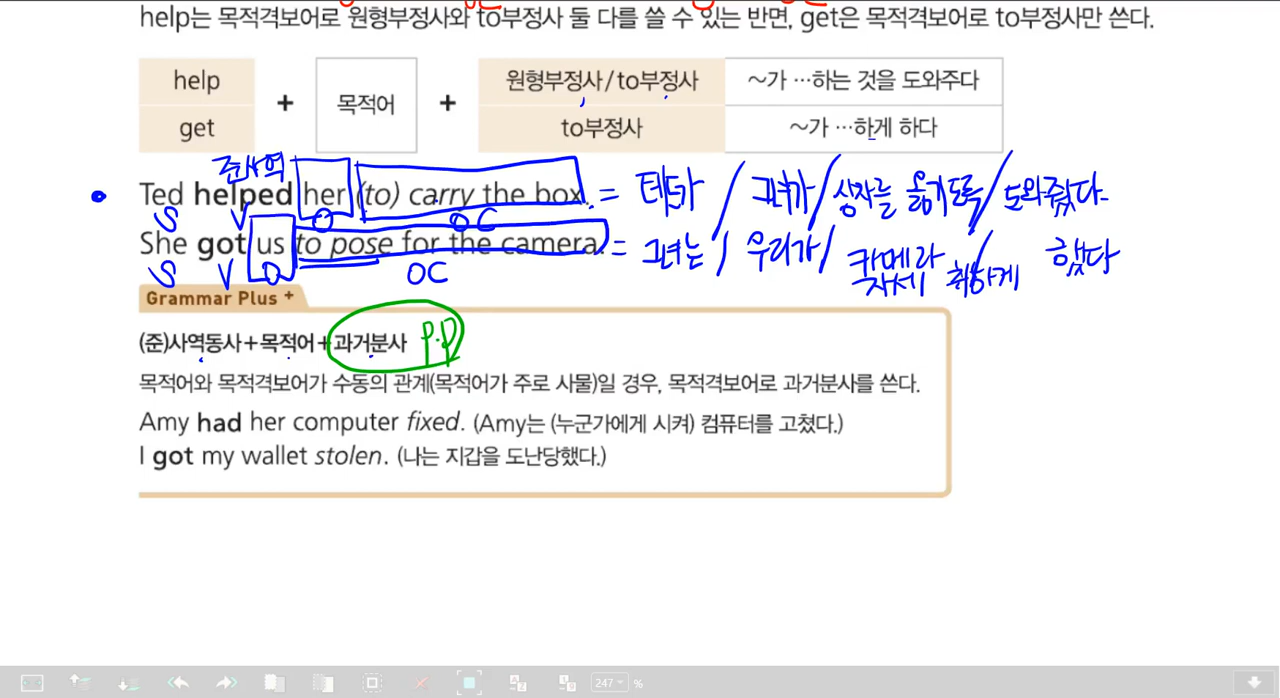 help는 목적격보어로 원형부정사와 to부정사 둘 다를 쓸 수 있는 반면, get은 목적격보어로 to부정사만 쓴다.
help + 목적어 + 원형부정사/to부정사 ~가 …하는 것을 도와주다
get to부정사 ~가 …하게 하다
준사역
Ted helped her (to) carry the box. = 테드가 / 그녀가 / 상자를 옮기도록 / 도와줬다.
S V O OC
She got us to pose for the camera. = 그녀는 / 우리가 / 카메라 / 했다
자세 취하게
S V O OC
Grammar Plus +
(준)사역동사+목적어+과거분사 P.P
목적어와 목적격보어가 수동의 관계(목적어가 주로 사물)일 경우, 목적격보어로 과거분사를 쓴다.
Amy had her computer fixed. (Amy는 (누군가에게 시켜) 컴퓨터를 고쳤다.)
I got my wallet stolen. (나는 지갑을 도난당했다.)
247 %